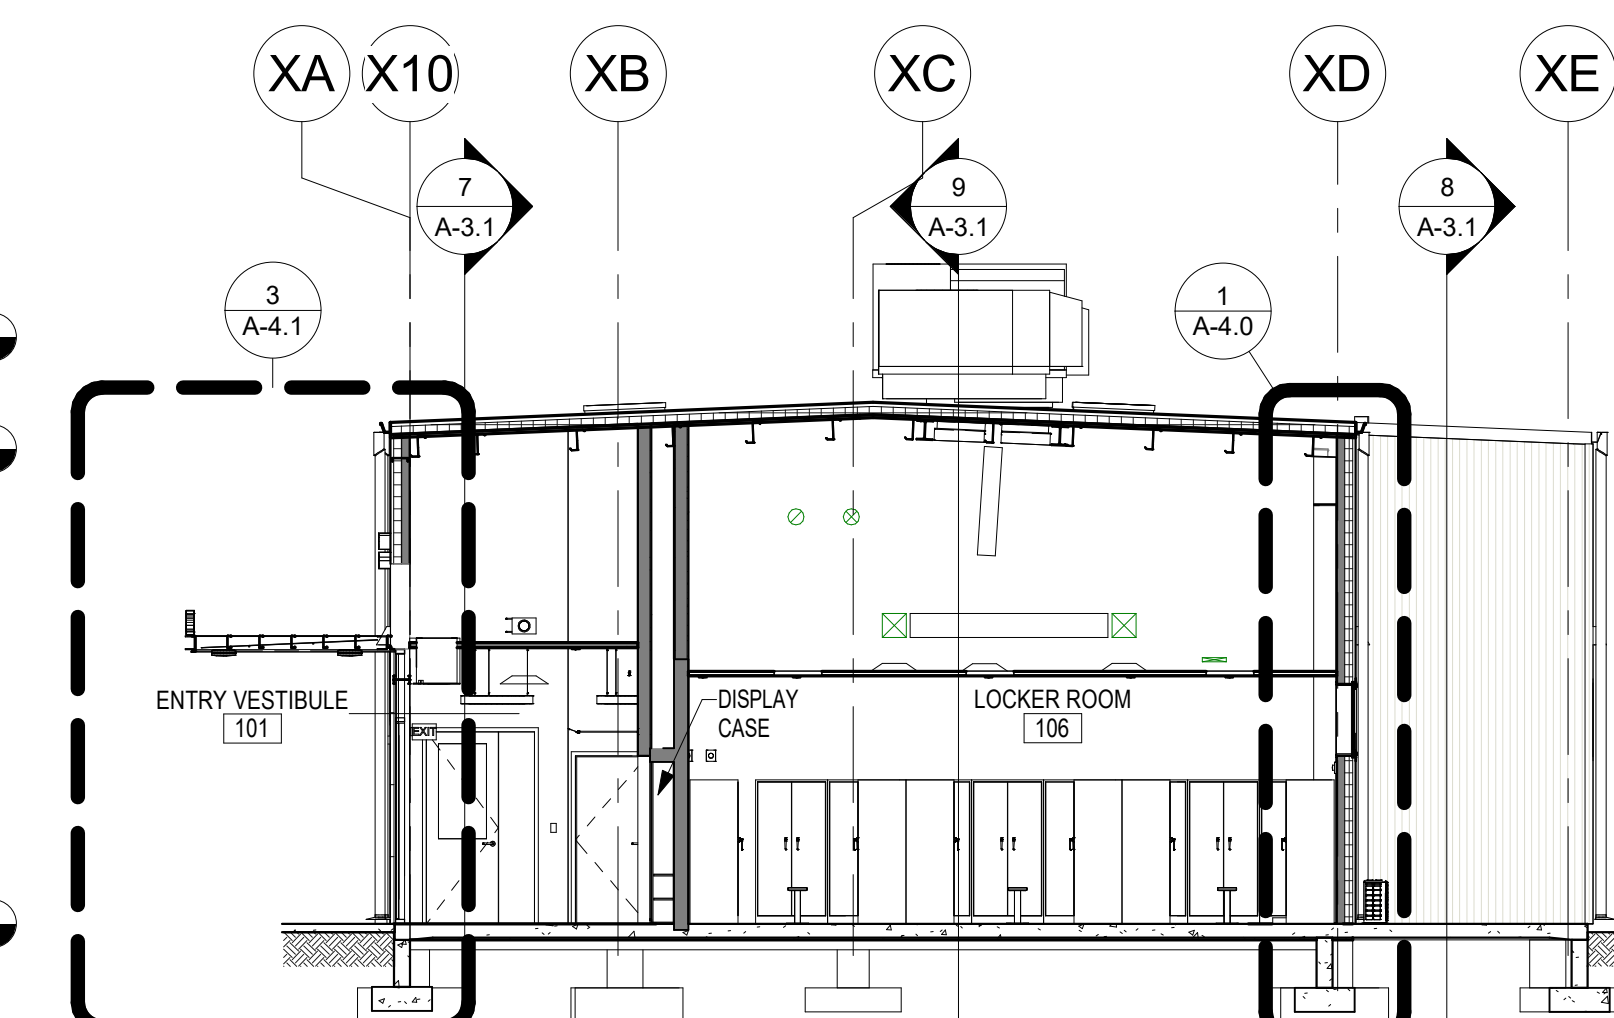 XA
X10
XB
XC
XD
XE
7
A-3.1
9
A-3.1
8
A-3.1
3
A-4.1
1
A-4.0
ENTRY VESTIBULE
101
DISPLAY
CASE
LOCKER ROOM
106
EXIT